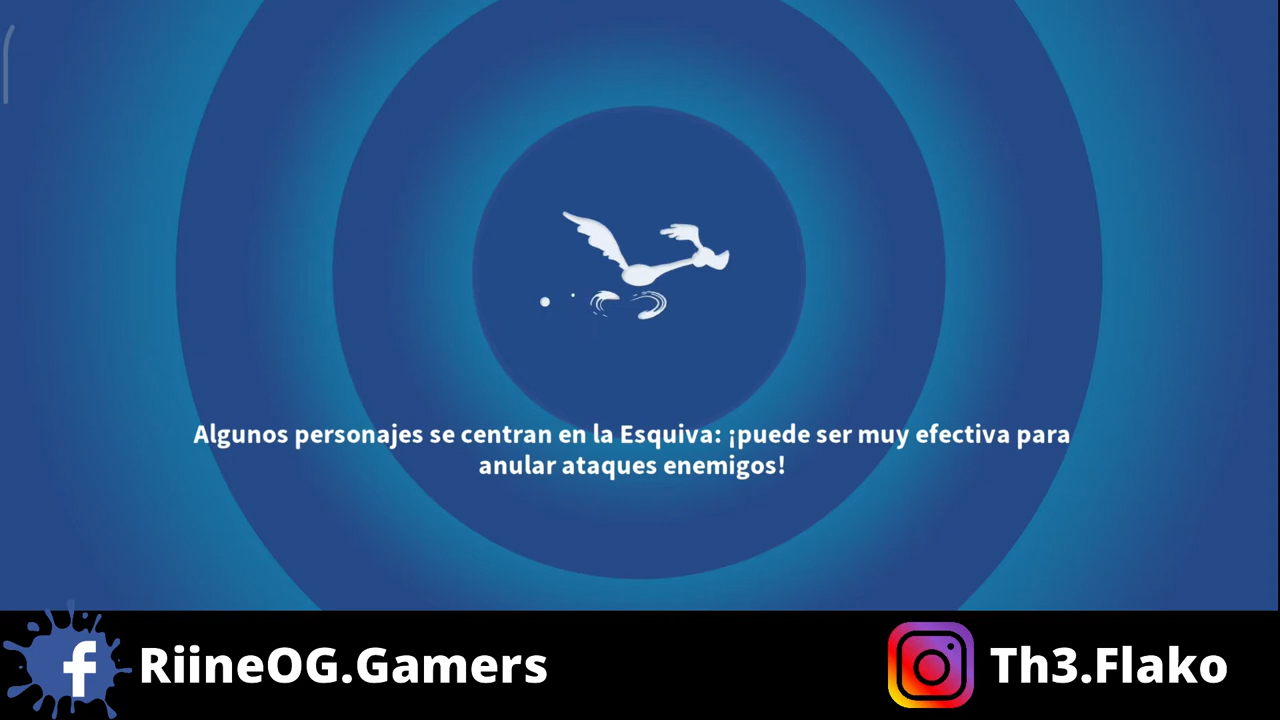 Algunos personajes se centran en la Esquiva: ¡puede ser muy efectiva para
anular ataques enemigos!
RiineOG.Gamers
Th3.Flako